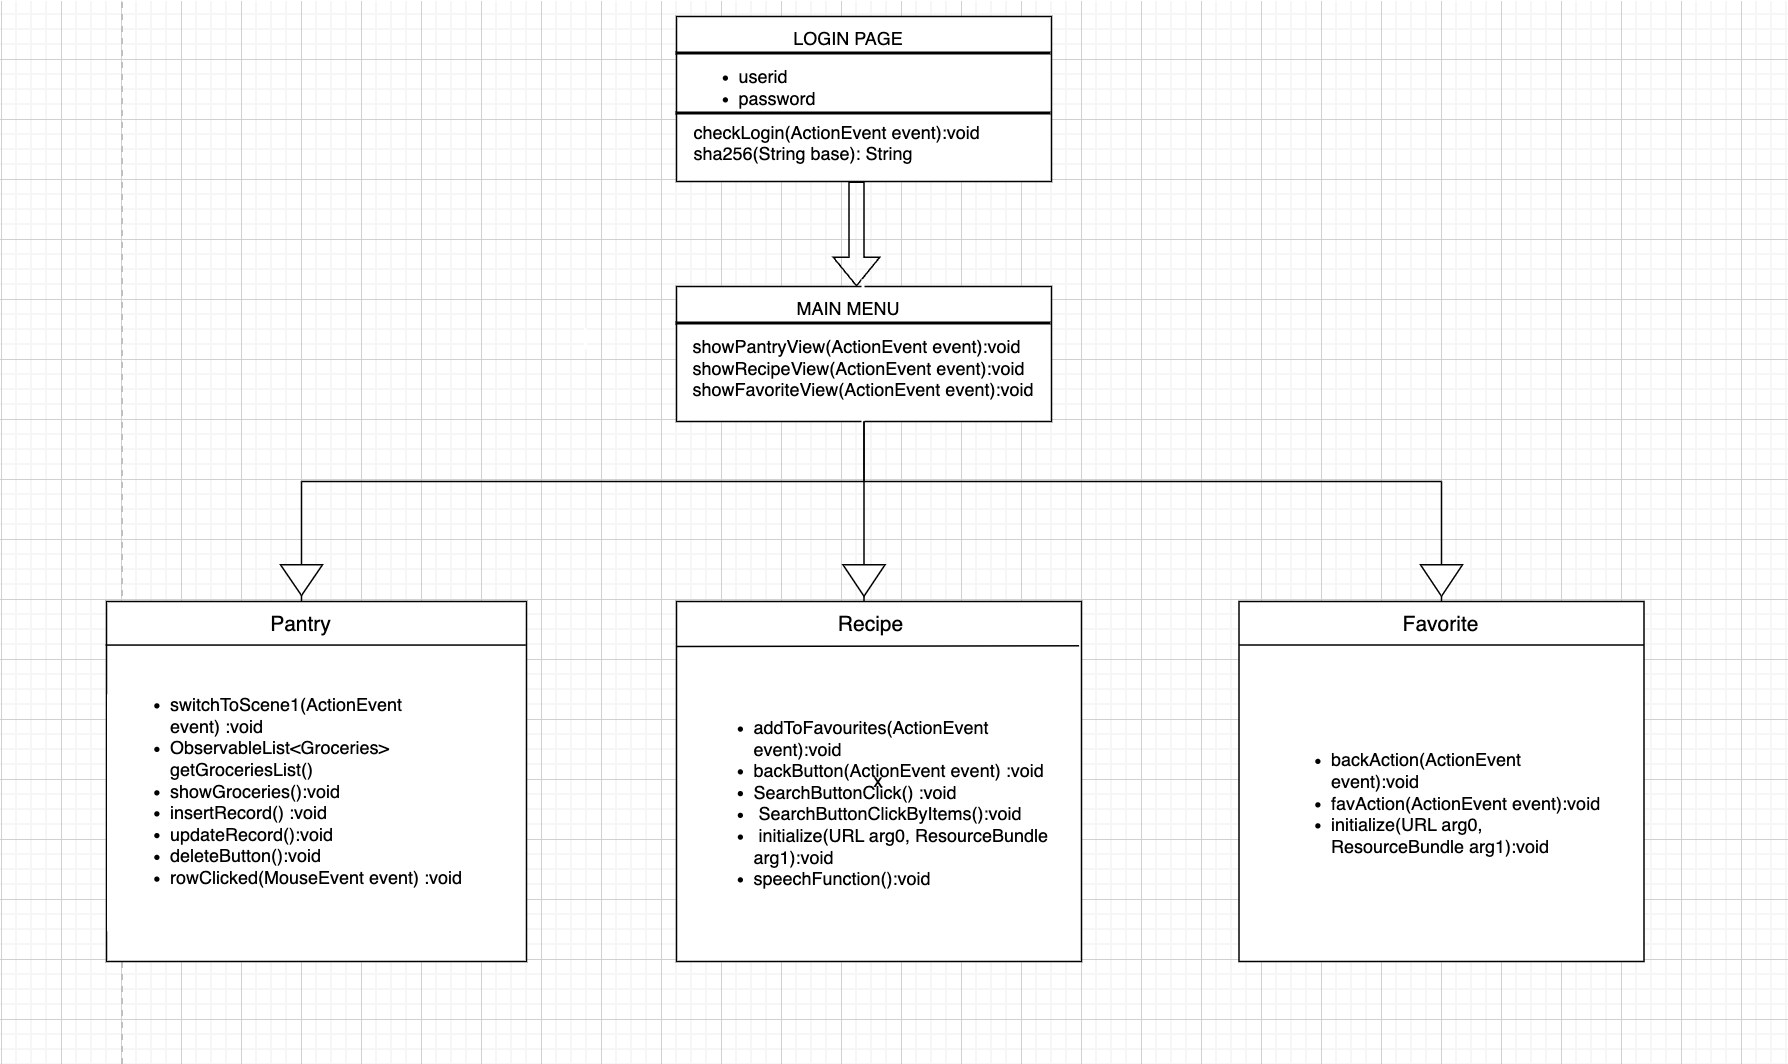 LOGIN PAGE
• userid
• password
checkLogin(ActionEvent event):void
sha256(String base): String
MAIN MENU
showPantryView(ActionEvent event):void
showRecipeView(ActionEvent event):void
showFavoriteView(ActionEvent event):void
Pantry
• switchToScene1(ActionEvent
event) :void
• ObservableList<Groceries>
getGroceriesList()
• showGroceries():void
• insertRecord() :void
• updateRecord():void
• deleteButton():void
• rowClicked(MouseEvent event) :void
Recipe
• addToFavourites(ActionEvent
event):void
• backButton(ActionEvent event) :void
x
• SearchButtonClick() :void
• SearchButtonClickByItems():void
• initialize(URL arg0, ResourceBundle
arg1):void
• speechFunction():void
Favorite
• backAction(ActionEvent
event):void
• favAction(ActionEvent event):void
• initialize(URL arg0,
ResourceBundle arg1):void